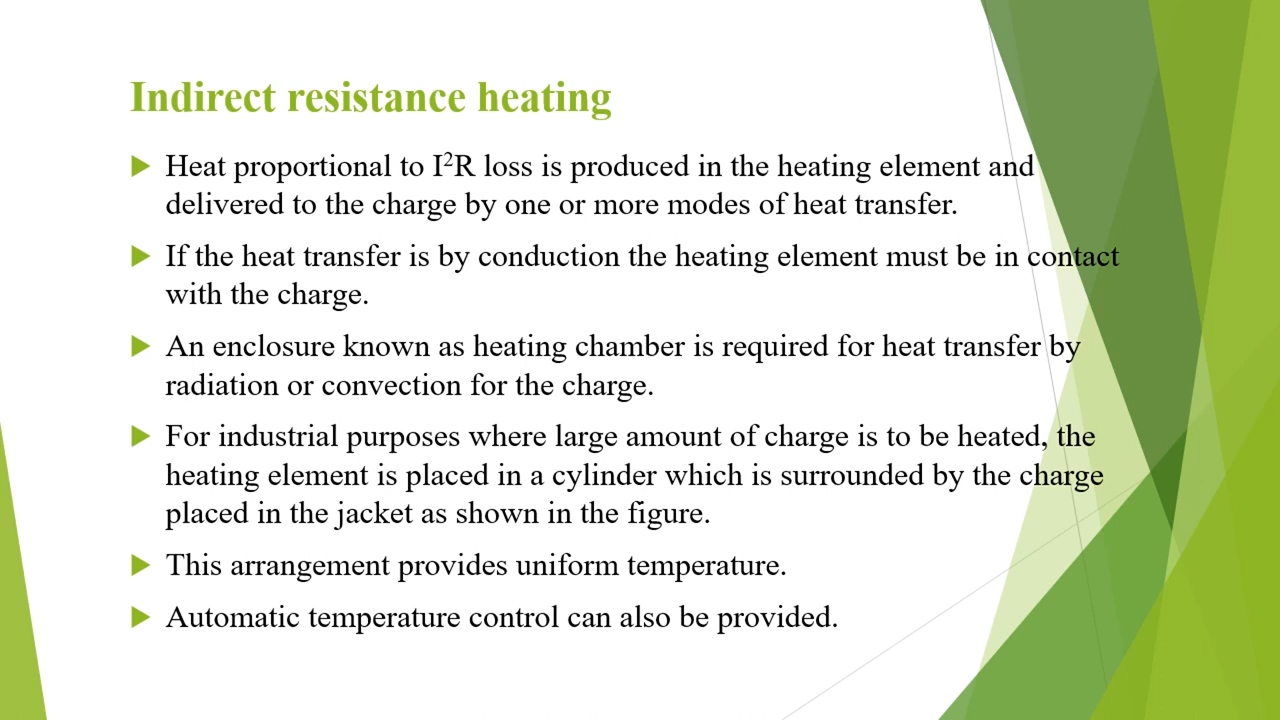 Indirect resistance heating
Heat proportional to I²R loss is produced in the heating element and
delivered to the charge by one or more modes of heat transfer.
If the heat transfer is by conduction the heating element must be in contact
with the charge.
An enclosure known as heating chamber is required for heat transfer by
radiation or convection for the charge.
For industrial purposes where large amount of charge is to be heated, the
heating element is placed in a cylinder which is surrounded by the charge
placed in the jacket as shown in the figure.
This arrangement provides uniform temperature.
Automatic temperature control can also be provided.